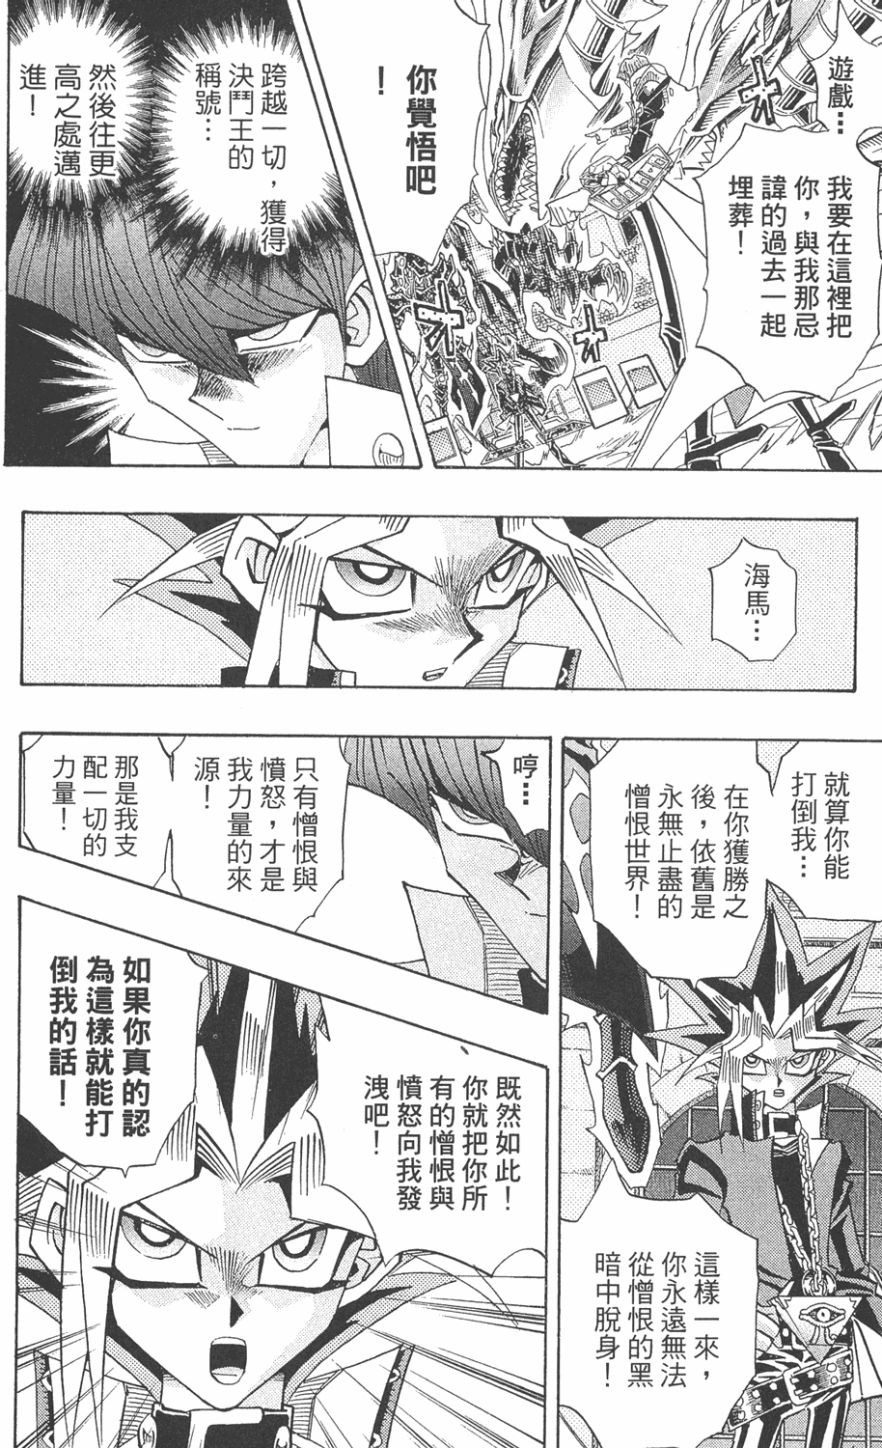 遊戲…
我要在這裡把
你，與我那忌
諱的過去一起
埋葬！
你覺悟吧
！
跨越一切，獲得
決鬥王的
稱號…
然後往更
高之處邁
進！
海馬…
就算你能
打倒我…
在你獲勝之
後，依舊是
永無止盡的
憎恨世界！
這樣一來，
你永遠無法
從憎恨的黑
暗中脫身！
哼…
只有憎恨與
憤怒，才是
我力量的來
源！
那是我支
配一切的
力量！
既然如此！
你就把你所
有的憎恨與
憤怒向我發
洩吧！
如果你真的認
為這樣就能打
倒我的話！